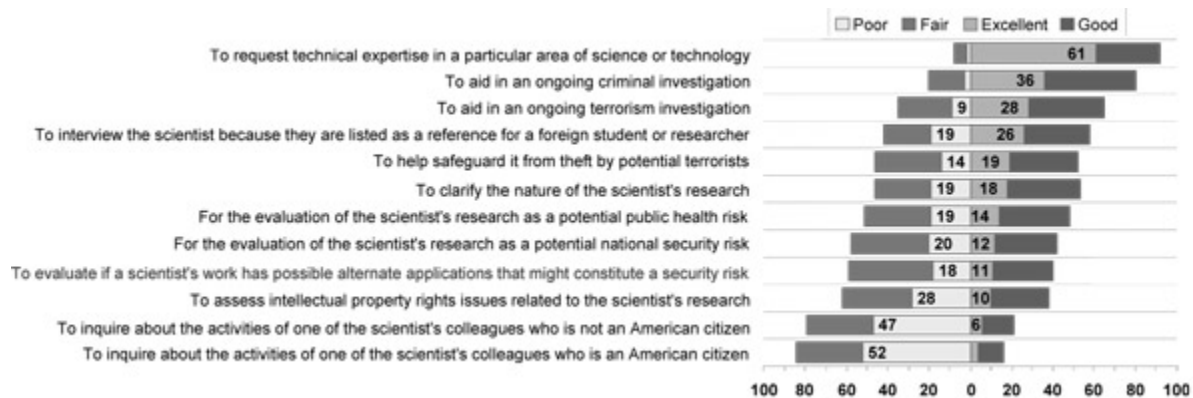 Poor Fair Excellent Good
To request technical expertise in a particular area of science or technology 61
To aid in an ongoing criminal investigation 36
To aid in an ongoing terrorism investigation 9 28
To interview the scientist because they are listed as a reference for a foreign student or researcher 19 26
To help safeguard it from theft by potential terrorists 14 19
To clarify the nature of the scientist's research 19 18
For the evaluation of the scientist's research as a potential public health risk 19 14
For the evaluation of the scientist's research as a potential national security risk 20 12
To evaluate if a scientist's work has possible alternate applications that might constitute a security risk 18 11
To assess intellectual property rights issues related to the scientist's research 28 10
To inquire about the activities of one of the scientist's colleagues who is not an American citizen 47 6
To inquire about the activities of one of the scientist's colleagues who is an American citizen 52
100 80 60 40 20 0 20 40 60 80 100